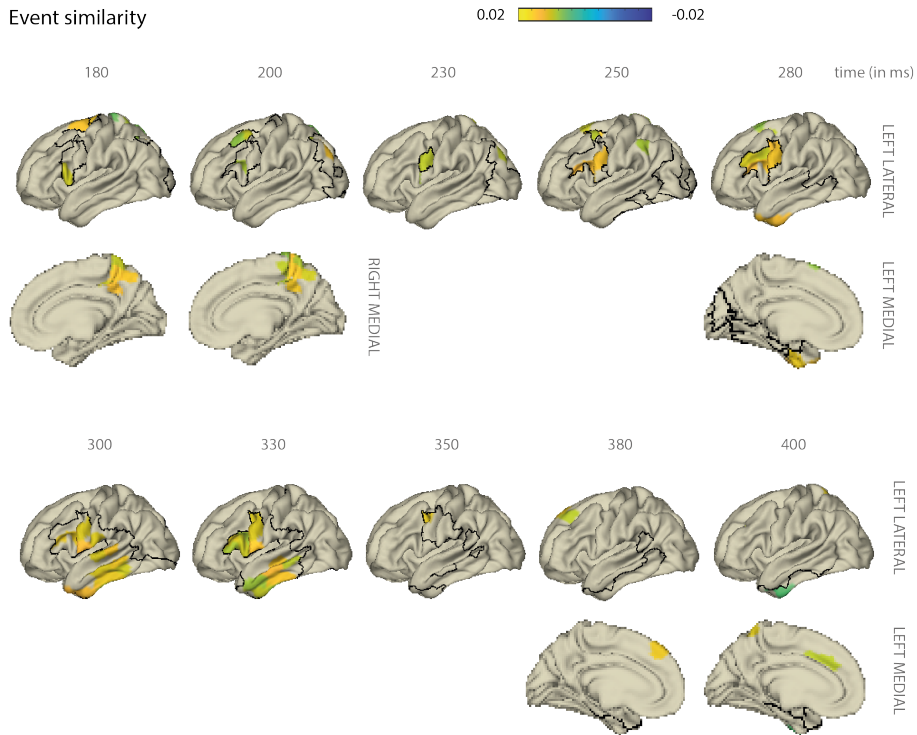 Event similarity
0.02 -0.02
180 200 230 250 280 time (in ms)
LEFT LATERAL
RIGHT MEDIAL
LEFT MEDIAL
300 330 350 380 400
LEFT LATERAL
LEFT MEDIAL